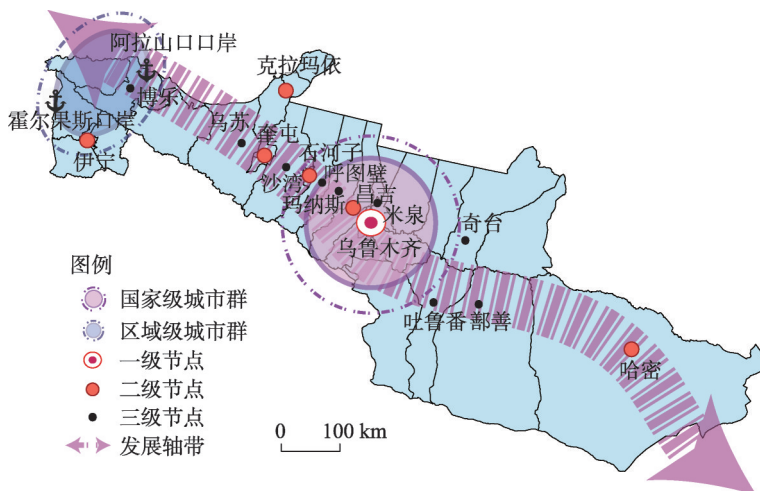 阿拉山口口岸
克拉玛依
博乐
霍尔果斯口岸
伊宁
乌苏
奎屯
石河子
沙湾
呼图壁
玛纳斯
昌吉
米泉
乌鲁木齐
奇台
吐鲁番
鄯善
哈密
图例
国家级城市群
区域级城市群
一级节点
二级节点
三级节点
发展轴带
0 100 km